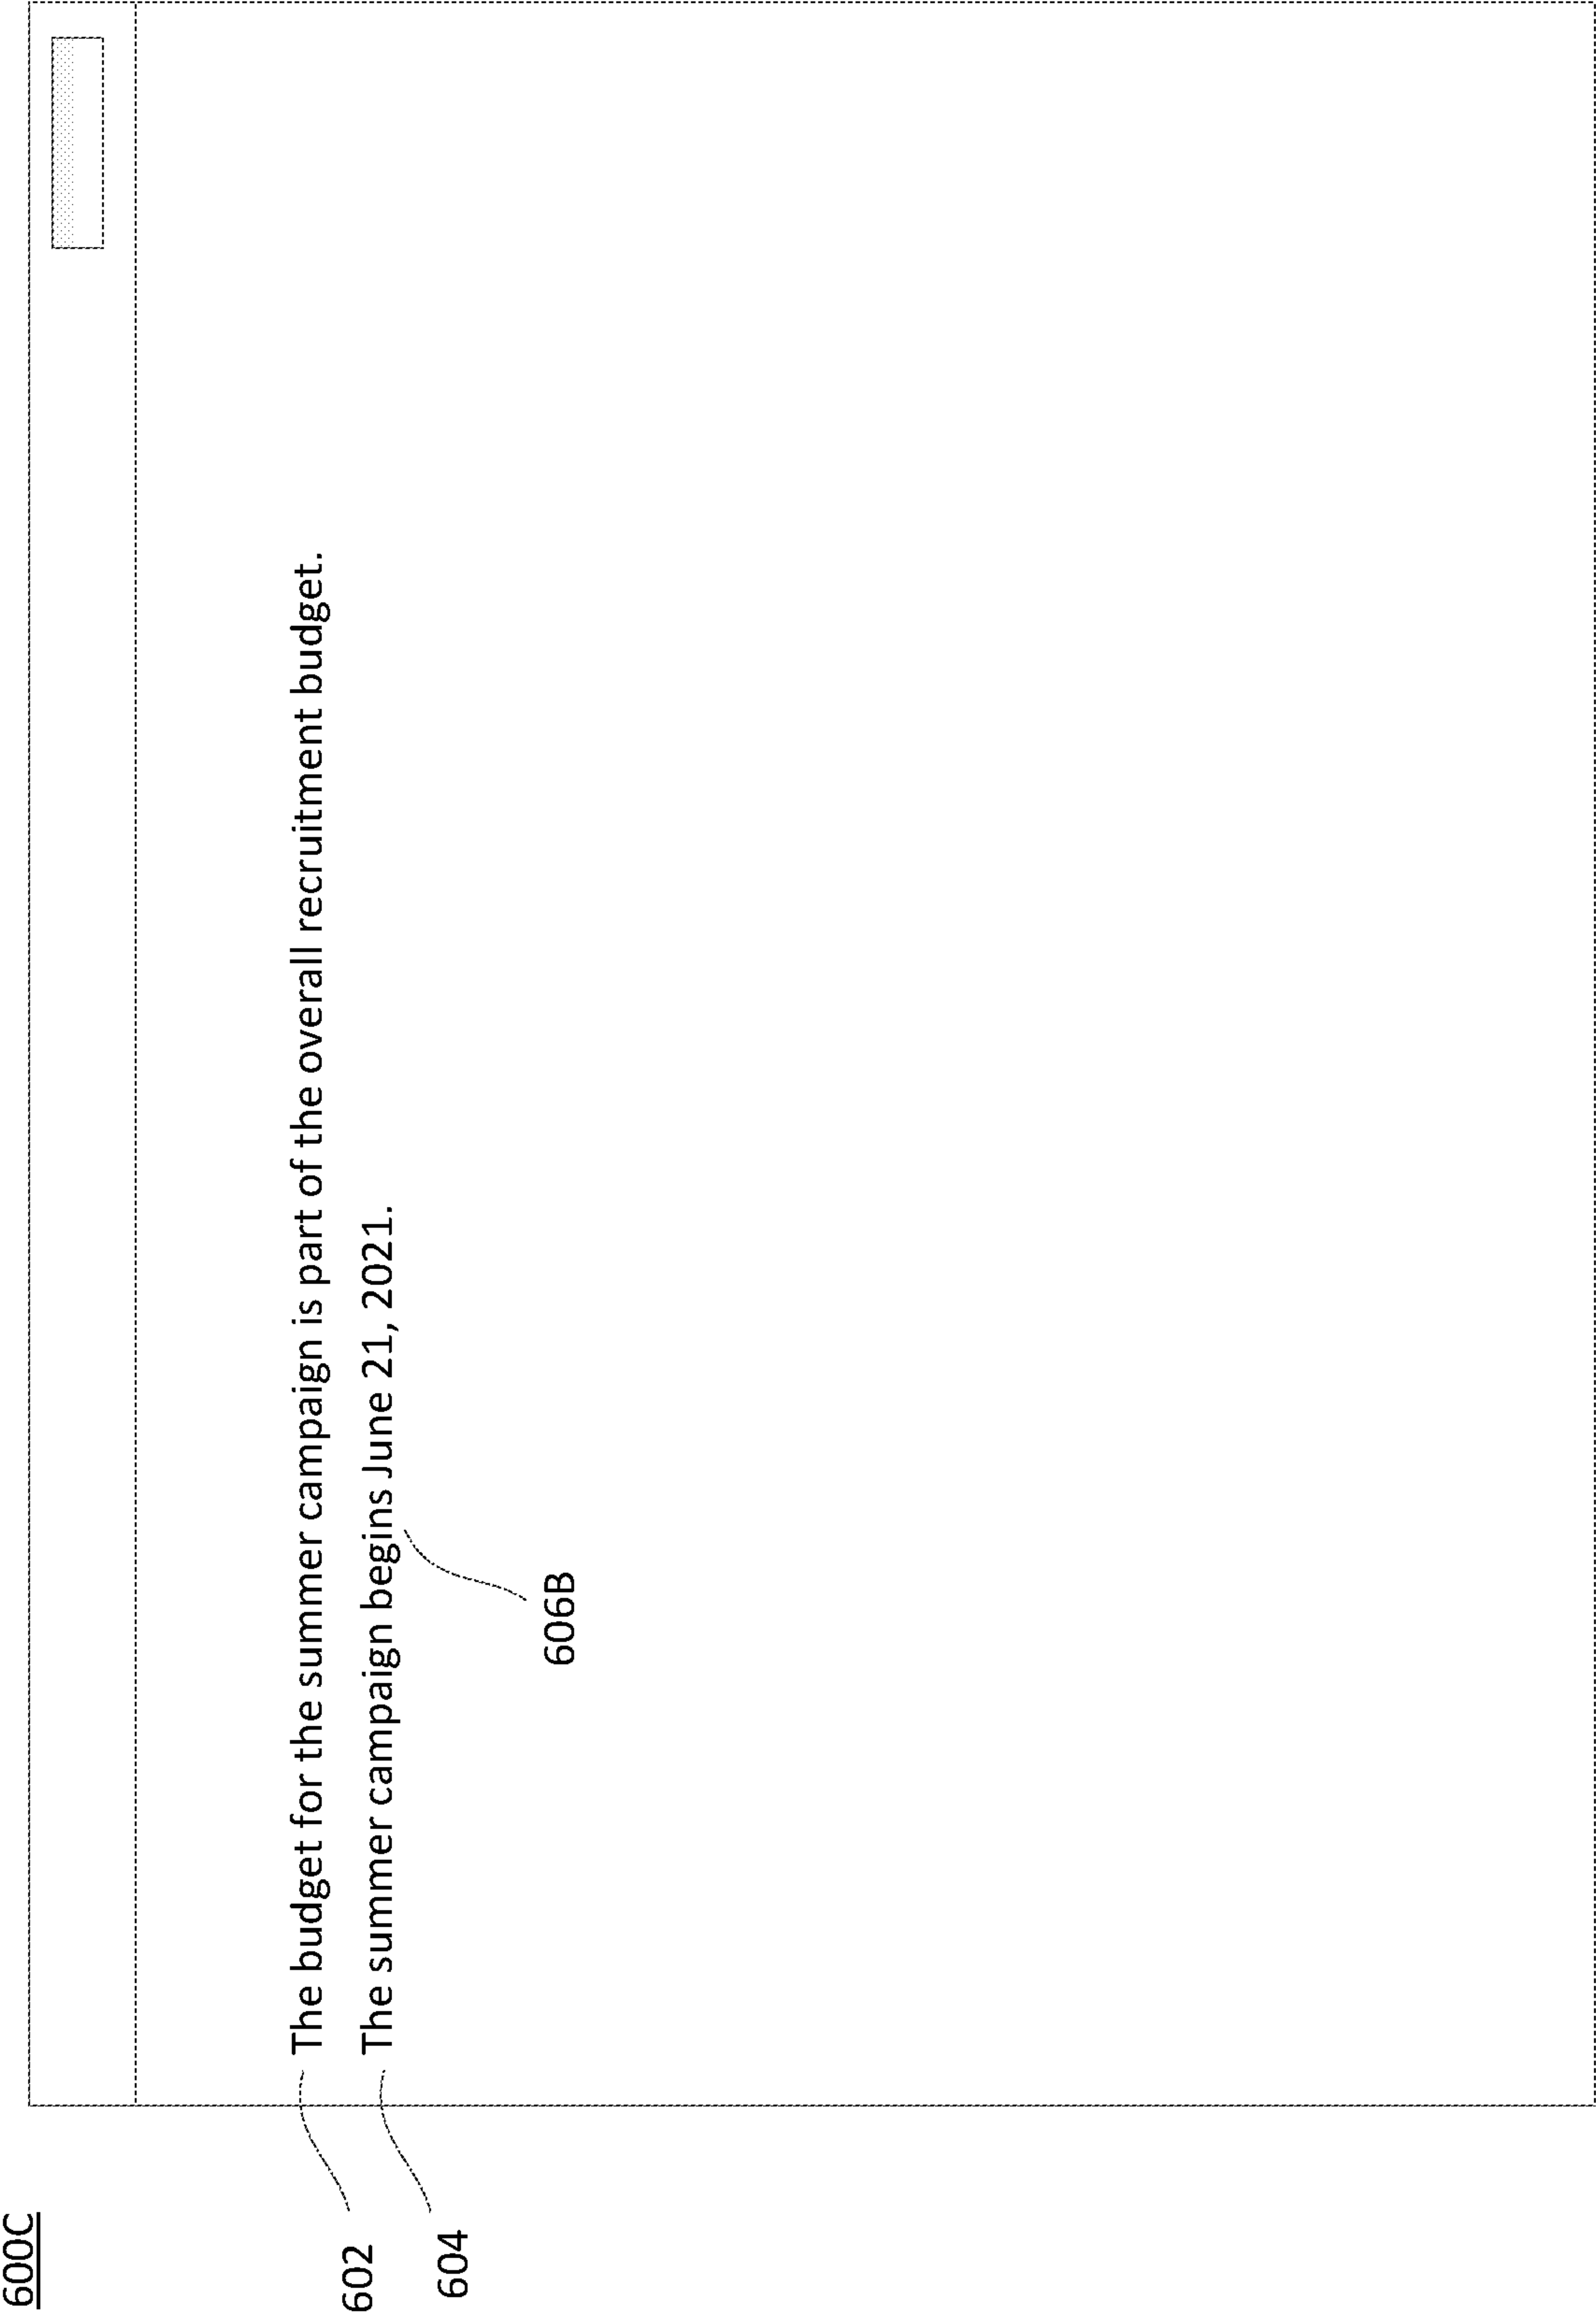 600C
602
The budget for the summer campaign is part of the overall recruitment budget.
604
The summer campaign begins June 21, 2021.
606B